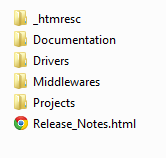 _htmresc
Documentation
Drivers
Middlewares
Projects
Release_Notes.html